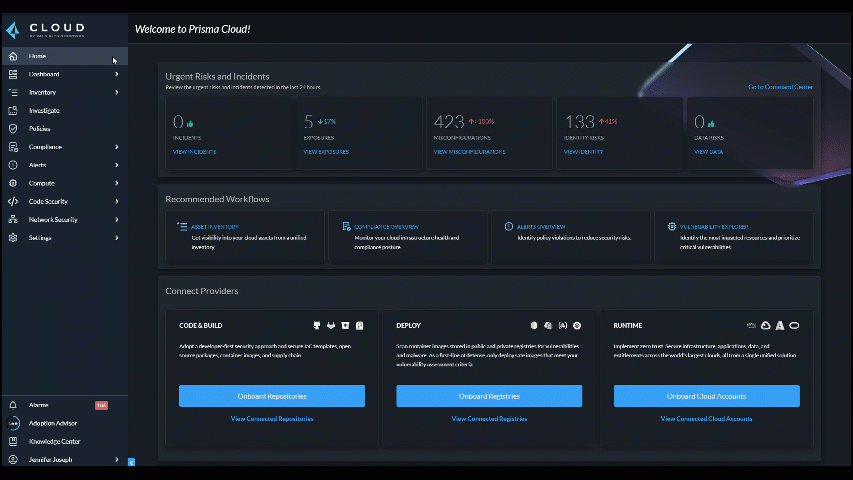 CLOUD
BY PALO ALTO NETWORKS
Welcome to Prisma Cloud!
Home
Dashboard
Inventory
Investigate
Policies
Compliance
Alerts
Compute
Code Security
Network Security
Settings
Alarms
Adoption Advisor
Knowledge Center
Jennifer Joseph
Urgent Risks and Incidents
Review the urgent risks and incidents detected in the last 24 hours.
Go to Command Center
0
INCIDENTS
VIEW INCIDENTS
5 17%
EXPOSURES
VIEW EXPOSURES
423 >100%
MISCONFIGURATIONS
VIEW MISCONFIGURATIONS
133 41%
IDENTITY RISKS
VIEW IDENTITY
0
DATA RISKS
VIEW DATA
Recommended Workflows
ASSET INVENTORY
Get visibility into your cloud assets from a unified
inventory.
COMPLIANCE OVERVIEW
Monitor your cloud infrastructure health and
compliance posture.
ALERTS OVERVIEW
Identify policy violations to reduce security risks.
VULNERABILITY EXPLORER
Identify the most impacted resources and prioritize
critical vulnerabilities.
Connect Providers
CODE & BUILD
Adopt a developer-first security approach and secure IaC templates, open
source packages, container images, and supply chain
Onboard Repositories
View Connected Repositories
DEPLOY
Scan container images stored in public and private registries for vulnerabilities
and malware. As a first-line of defense, only deploy safe images that meet your
vulnerability assessment criteria.
Onboard Registries
View Connected Registries
RUNTIME
Implement zero trust. Secure infrastructure, applications, data, and
entitlements across the world's largest clouds, all from a single unified solution
Onboard Cloud Accounts
View Connected Cloud Accounts